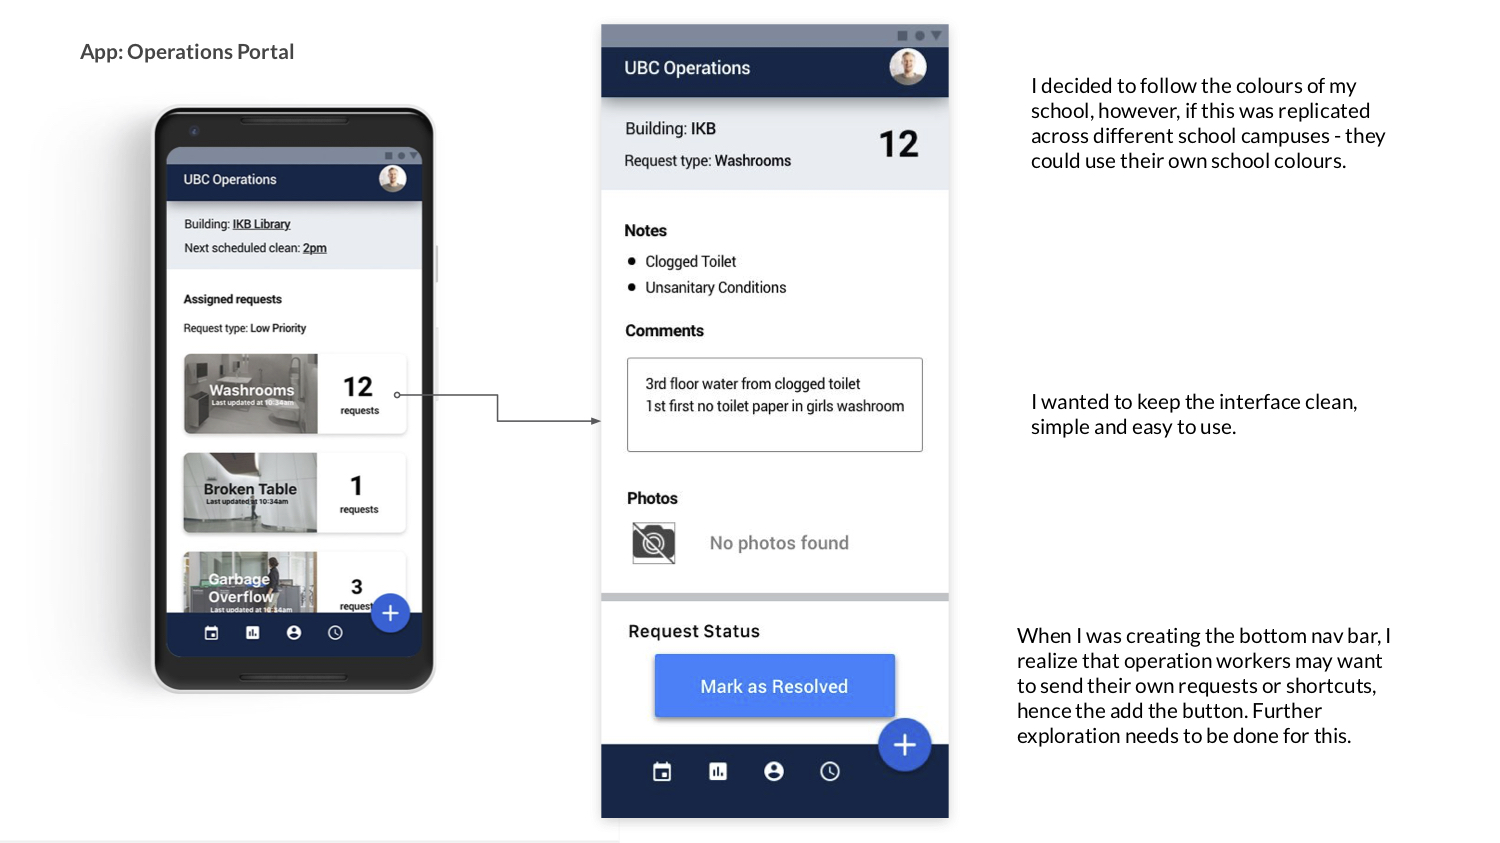 App: Operations Portal
UBC Operations
Building: IKB Library
Next scheduled clean: 2pm
Assigned requests
Request type: Low Priority
Washrooms
Last updated at 10:34am
12
requests
Broken Table
Last updated at 10:34am
1
requests
Garbage
Overflow
Last updated at 10:34am
3
request
UBC Operations
Building: IKB
Request type: Washrooms
12
Notes
Clogged Toilet
Unsanitary Conditions
Comments
3rd floor water from clogged toilet
1st first no toilet paper in girls washroom
Photos
No photos found
Request Status
Mark as Resolved
I decided to follow the colours of my
school, however, if this was replicated
across different school campuses - they
could use their own school colours.
I wanted to keep the interface clean,
simple and easy to use.
When I was creating the bottom nav bar, I
realize that operation workers may want
to send their own requests or shortcuts,
hence the add the button. Further
exploration needs to be done for this.